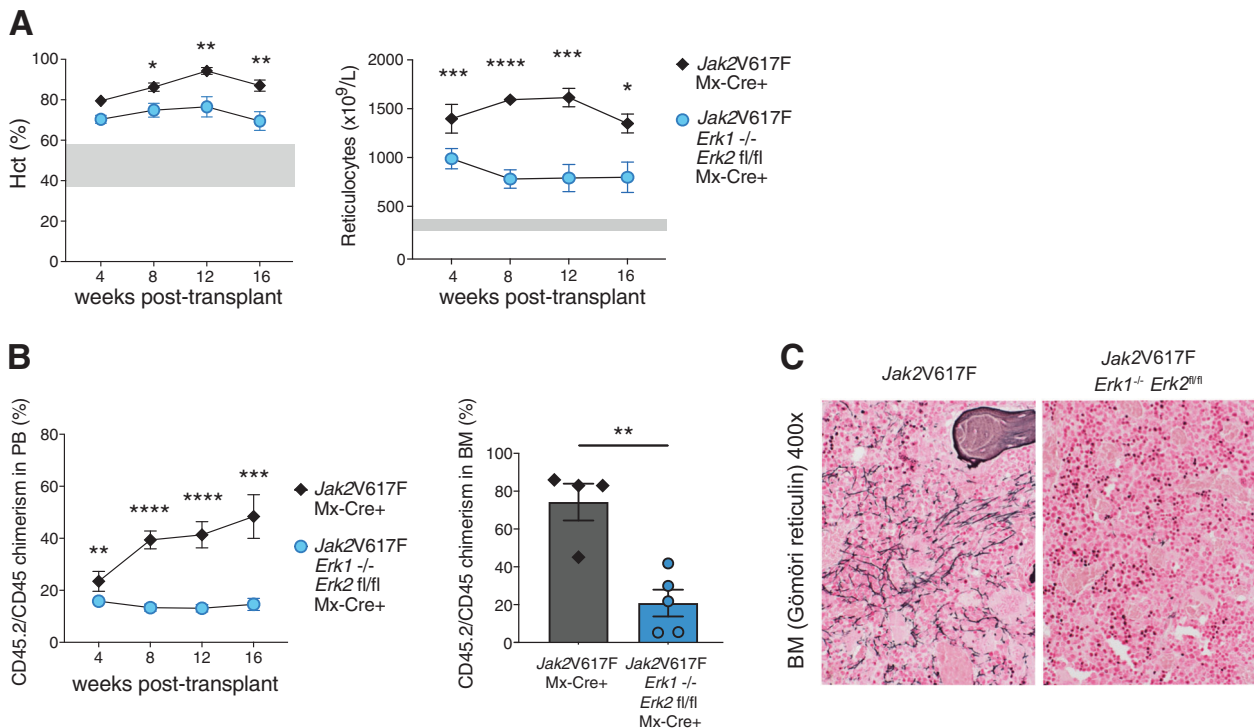 A
Hct (%)
100
80
60
40
20
0
*
**
**
4
8
12
16
weeks post-transplant
Reticulocytes (x10⁹/L)
2000
1500
1000
500
0
***
****
***
*
4
8
12
16
weeks post-transplant
Jak2V617F
Mx-Cre+
Jak2V617F
Erk1 -/-
Erk2 fl/fl
Mx-Cre+
B
CD45.2/CD45 chimerism in PB (%)
80
60
40
20
0
**
****
****
***
4
8
12
16
weeks post-transplant
Jak2V617F
Mx-Cre+
Jak2V617F
Erk1 -/-
Erk2 fl/fl
Mx-Cre+
CD45.2/CD45 chimerism in BM (%)
100
80
60
40
20
0
**
Jak2V617F
Mx-Cre+
Jak2V617F
Erk1 -/-
Erk2 fl/fl
Mx-Cre+
C
Jak2V617F
Jak2V617F
Erk1⁻/⁻ Erk2ᶠˡ/ᶠˡ
BM (Gömöri reticulin) 400x